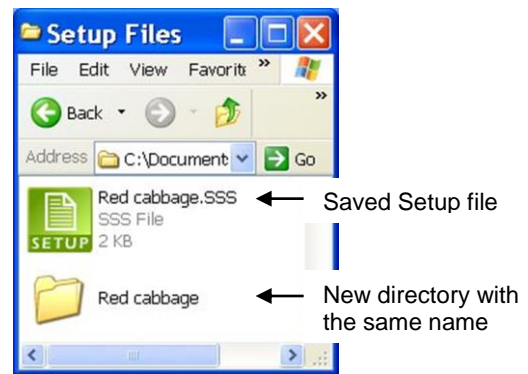 Setup Files
File Edit View Favorit »
Back »
Address C:\Document Go
Red cabbage.SSS Saved Setup file
SSS File
SETUP 2 KB
Red cabbage New directory with
the same name